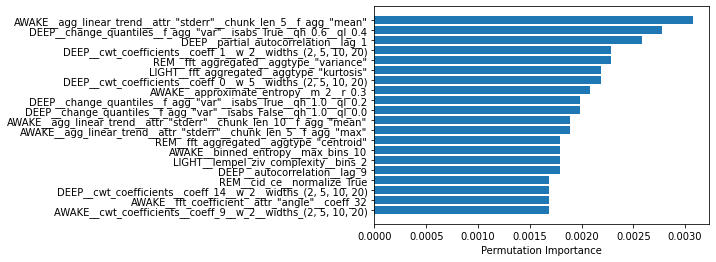 AWAKE__agg_linear_trend__attr_"stderr"__chunk_len_5__f_agg_"mean"
DEEP__change_quantiles__f_agg_"var"__isabs_True__qh_0.6__ql_0.4
DEEP__partial_autocorrelation__lag_1
DEEP__cwt_coefficients__coeff_1__w_2__widths_(2, 5, 10, 20)
REM__fft_aggregated__aggtype_"variance"
LIGHT__fft_aggregated__aggtype_"kurtosis"
DEEP__cwt_coefficients__coeff_0__w_5__widths_(2, 5, 10, 20)
AWAKE__approximate_entropy__m_2__r_0.3
DEEP__change_quantiles__f_agg_"var"__isabs_True__qh_1.0__ql_0.2
DEEP__change_quantiles__f_agg_"var"__isabs_False__qh_1.0__ql_0.0
AWAKE__agg_linear_trend__attr_"stderr"__chunk_len_10__f_agg_"mean"
AWAKE__agg_linear_trend__attr_"stderr"__chunk_len_5__f_agg_"max"
REM__fft_aggregated__aggtype_"centroid"
AWAKE__binned_entropy__max_bins_10
LIGHT__lempel_ziv_complexity__bins_2
DEEP__autocorrelation__lag_9
REM__cid_ce__normalize_True
DEEP__cwt_coefficients__coeff_14__w_2__widths_(2, 5, 10, 20)
AWAKE__fft_coefficient__attr_"angle"__coeff_32
AWAKE__cwt_coefficients__coeff_9__w_2__widths_(2, 5, 10, 20)
0.0000 0.0005 0.0010 0.0015 0.0020 0.0025 0.0030
Permutation Importance